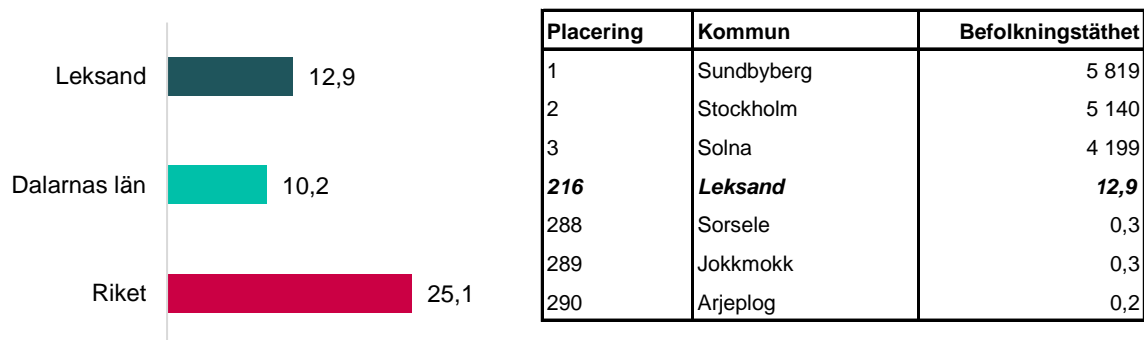 Leksand 12,9
Dalarnas län 10,2
Riket 25,1
Placering Kommun Befolkningstäthet
1 Sundbyberg 5 819
2 Stockholm 5 140
3 Solna 4 199
216 Leksand 12,9
288 Sorsele 0,3
289 Jokkmokk 0,3
290 Arjeplog 0,2